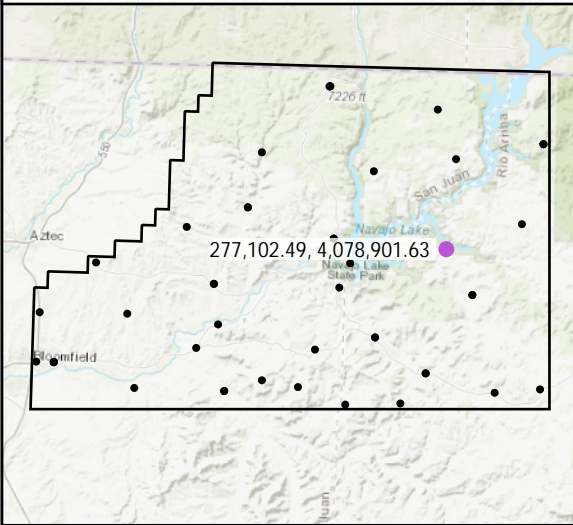 7226 ft
550
Rio Arriba
San Juan
Aztec
Navajo Lake
277,102.49, 4,078,901.63
Navajo Lake
State Park
Bloomfield